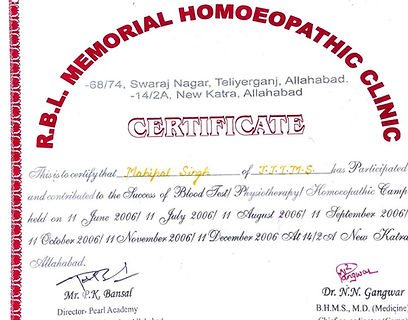 R.B.L. MEMORIAL HOMOEOPATHIC CLINIC
-68/74, Swaraj Nagar, Teliyerganj, Allahabad.
-14/2A, New Katra, Allahabad
CERTIFICATE
This is to certify that Mahipal Singh of I.I.T.M.S. has Participated
and contributed to the Success of Blood Test/ Physiotherapy/ Homoeopathic Camp
held on 11 June 2006/ 11 July 2006/ 11 August 2006/ 11 September 2006/
11 October 2006/ 11 November 2006/ 11 December 2006 At 14/2 A New Katra
Allahabad.
Mr. P.K. Bansal
Director- Pearl Academy
Dr. N.N. Gangwar
B.H.M.S., M.D. (Medicine)